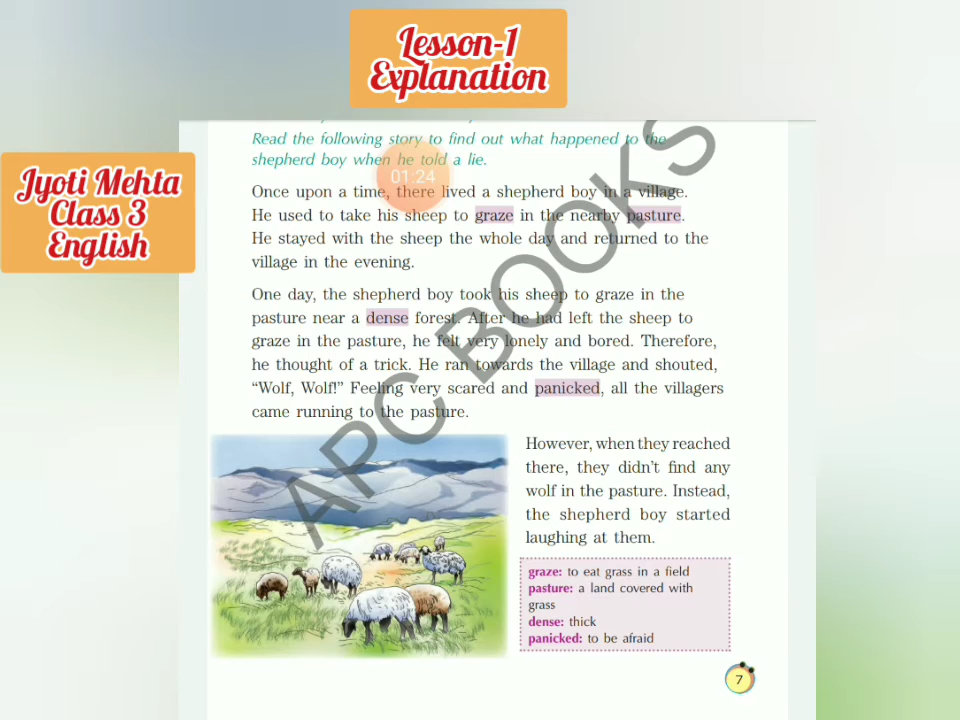 Lesson-1
Explanation
Jyoti Mehta
Class 3
English
Read the following story to find out what happened to the
shepherd boy when he told a lie.
01:24
Once upon a time, there lived a shepherd boy in a village.
He used to take his sheep to graze in the nearby pasture.
He stayed with the sheep the whole day and returned to the
village in the evening.
One day, the shepherd boy took his sheep to graze in the
pasture near a dense forest. After he had left the sheep to
graze in the pasture, he felt very lonely and bored. Therefore,
he thought of a trick. He ran towards the village and shouted,
“Wolf, Wolf!” Feeling very scared and panicked, all the villagers
came running to the pasture.
However, when they reached
there, they didn’t find any
wolf in the pasture. Instead,
the shepherd boy started
laughing at them.
graze: to eat grass in a field
pasture: a land covered with
grass
dense: thick
panicked: to be afraid
7
APC BOOKS